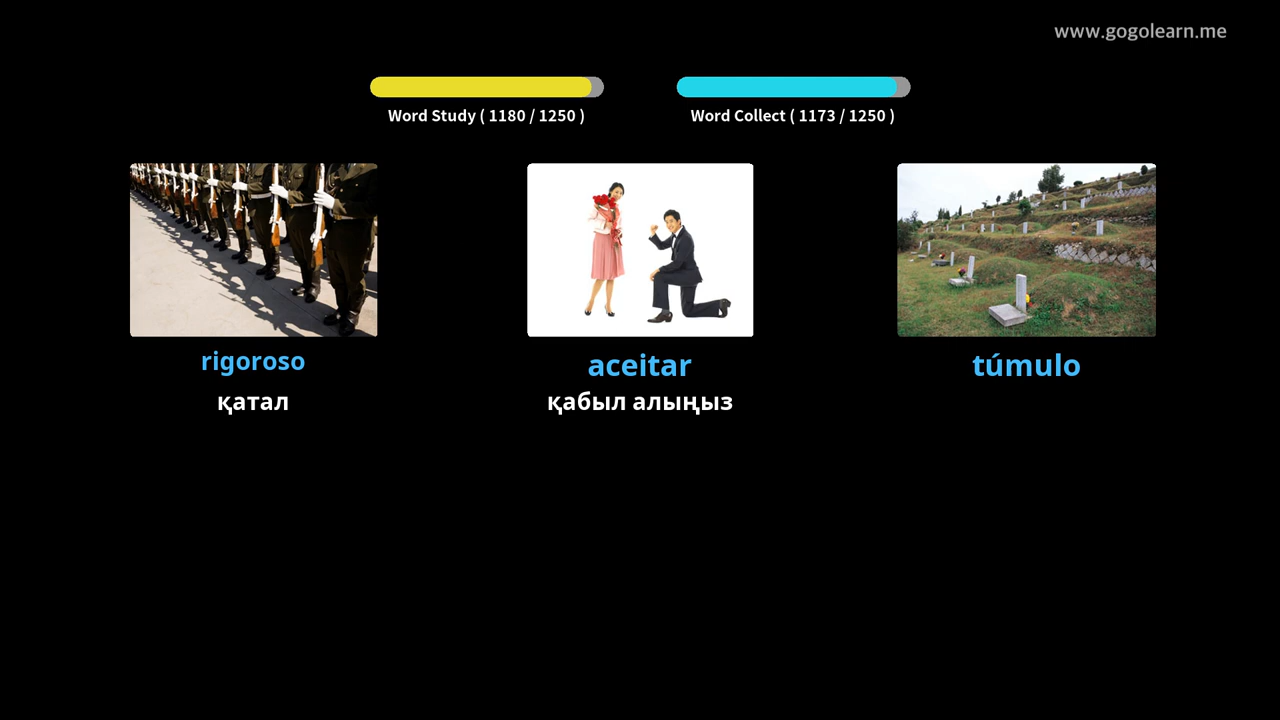 www.gogolearn.me
Word Study ( 1180 / 1250 )
Word Collect ( 1173 / 1250 )
rigoroso
қатал
aceitar
қабыл алыңыз
túmulo